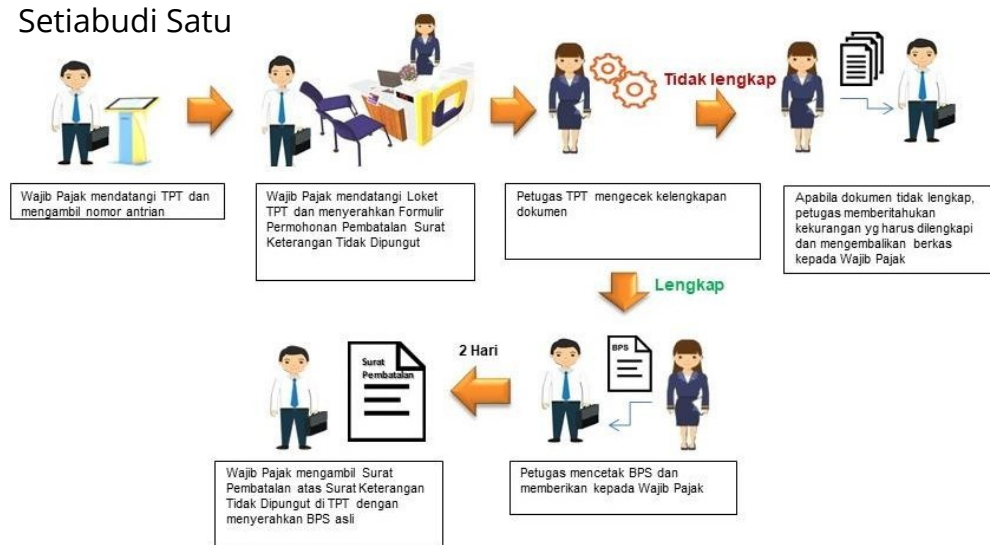 Setiabudi Satu
Tidak lengkap
Wajib Pajak mendatangi TPT dan
mengambil nomor antrian
Wajib Pajak mendatangi Loket
TPT dan menyerahkan Formulir
Permohonan Pembatalan Surat
Keterangan Tidak Dipungut
Petugas TPT mengecek kelengkapan
dokumen
Apabila dokumen tidak lengkap,
petugas memberitahukan
kekurangan yg harus dilengkapi
dan mengembalikan berkas
kepada Wajib Pajak
Lengkap
BPS
2 Hari
Surat
Pembatalan
Wajib Pajak mengambil Surat
Pembatalan atas Surat Keterangan
Tidak Dipungut di TPT dengan
menyerahkan BPS asli
Petugas mencetak BPS dan
memberikan kepada Wajib Pajak